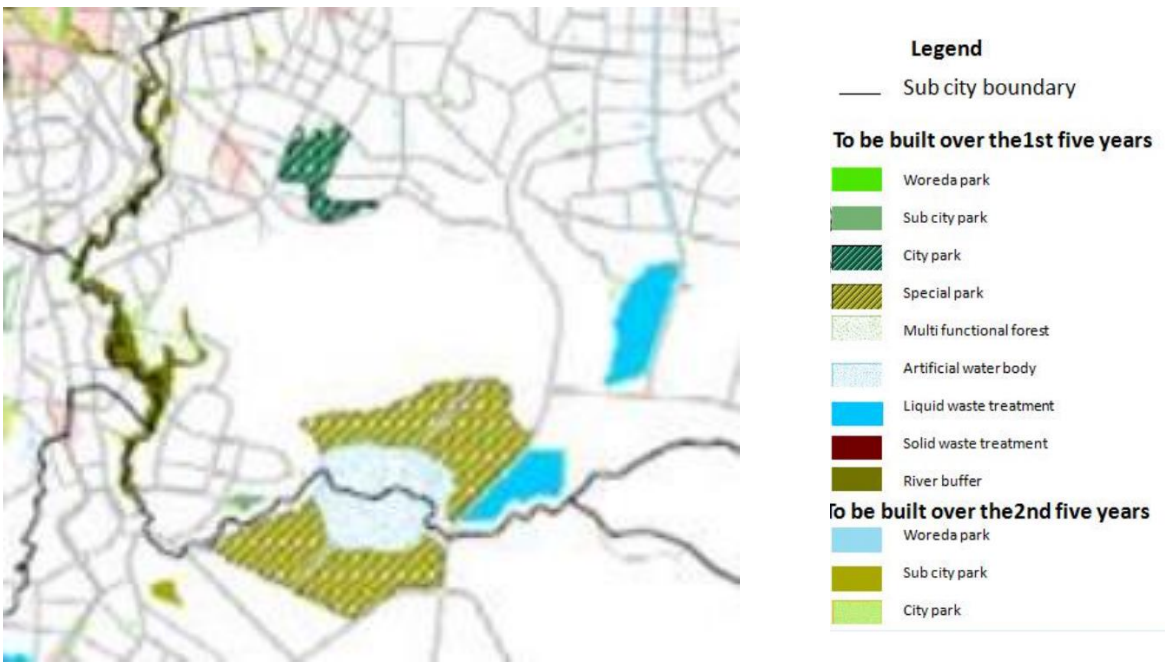 Legend
Sub city boundary
To be built over the1st five years
Woreda park
Sub city park
City park
Special park
Multi functional forest
Artificial water body
Liquid waste treatment
Solid waste treatment
River buffer
To be built over the2nd five years
Woreda park
Sub city park
City park